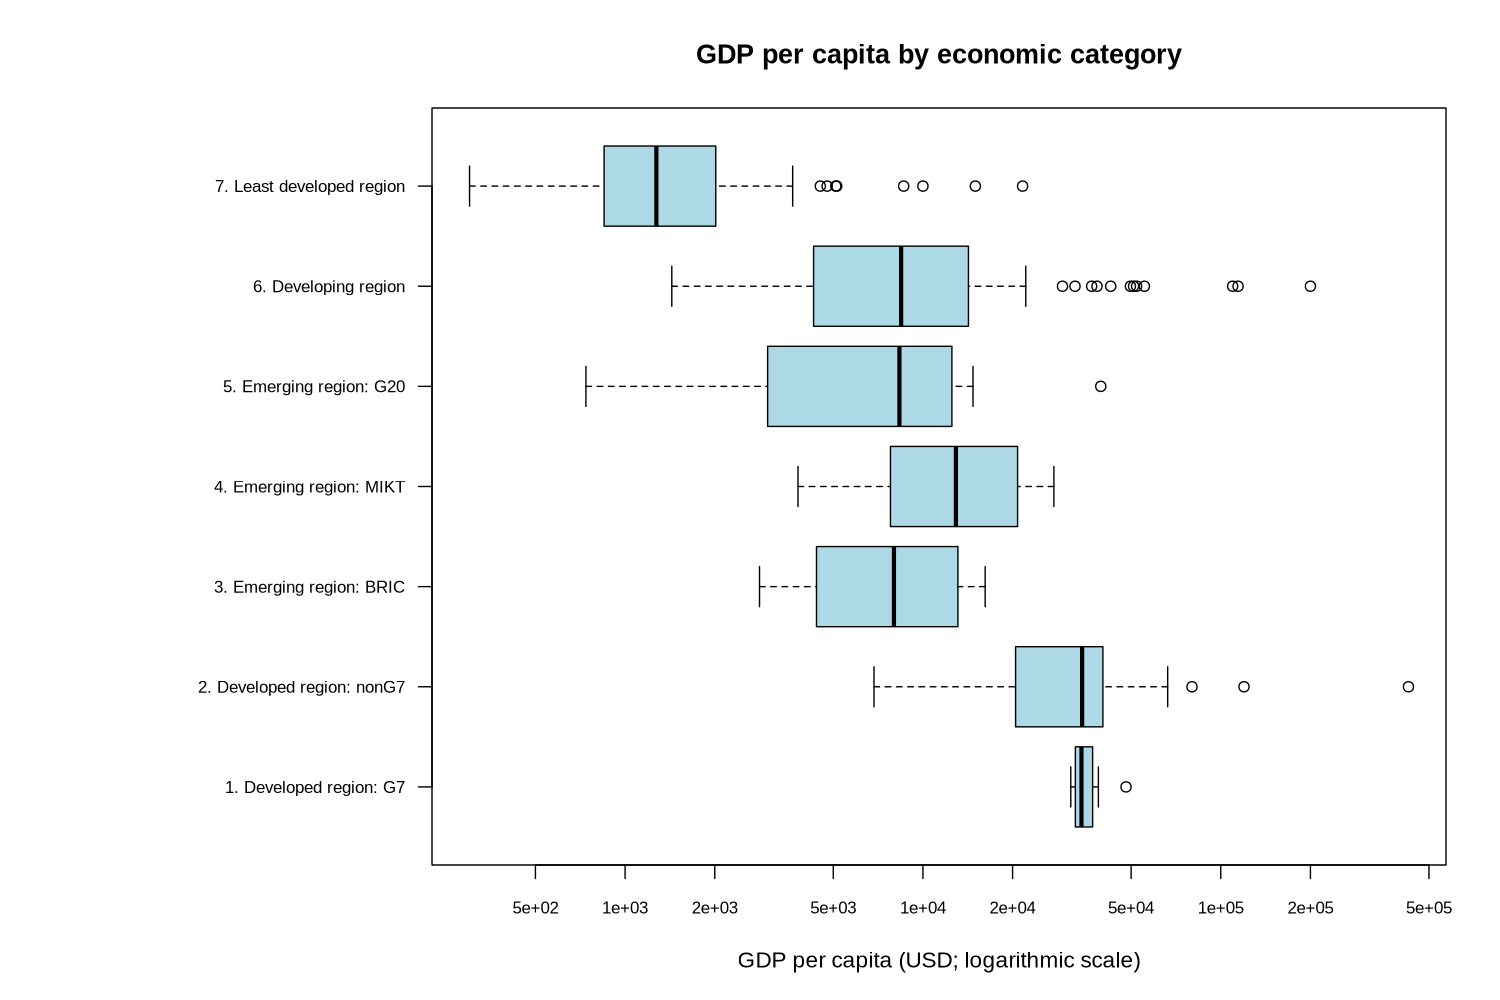 GDP per capita by economic category
7. Least developed region
6. Developing region
5. Emerging region: G20
4. Emerging region: MIKT
3. Emerging region: BRIC
2. Developed region: nonG7
1. Developed region: G7
5e+02 1e+03 2e+03 5e+03 1e+04 2e+04 5e+04 1e+05 2e+05 5e+05
GDP per capita (USD; logarithmic scale)